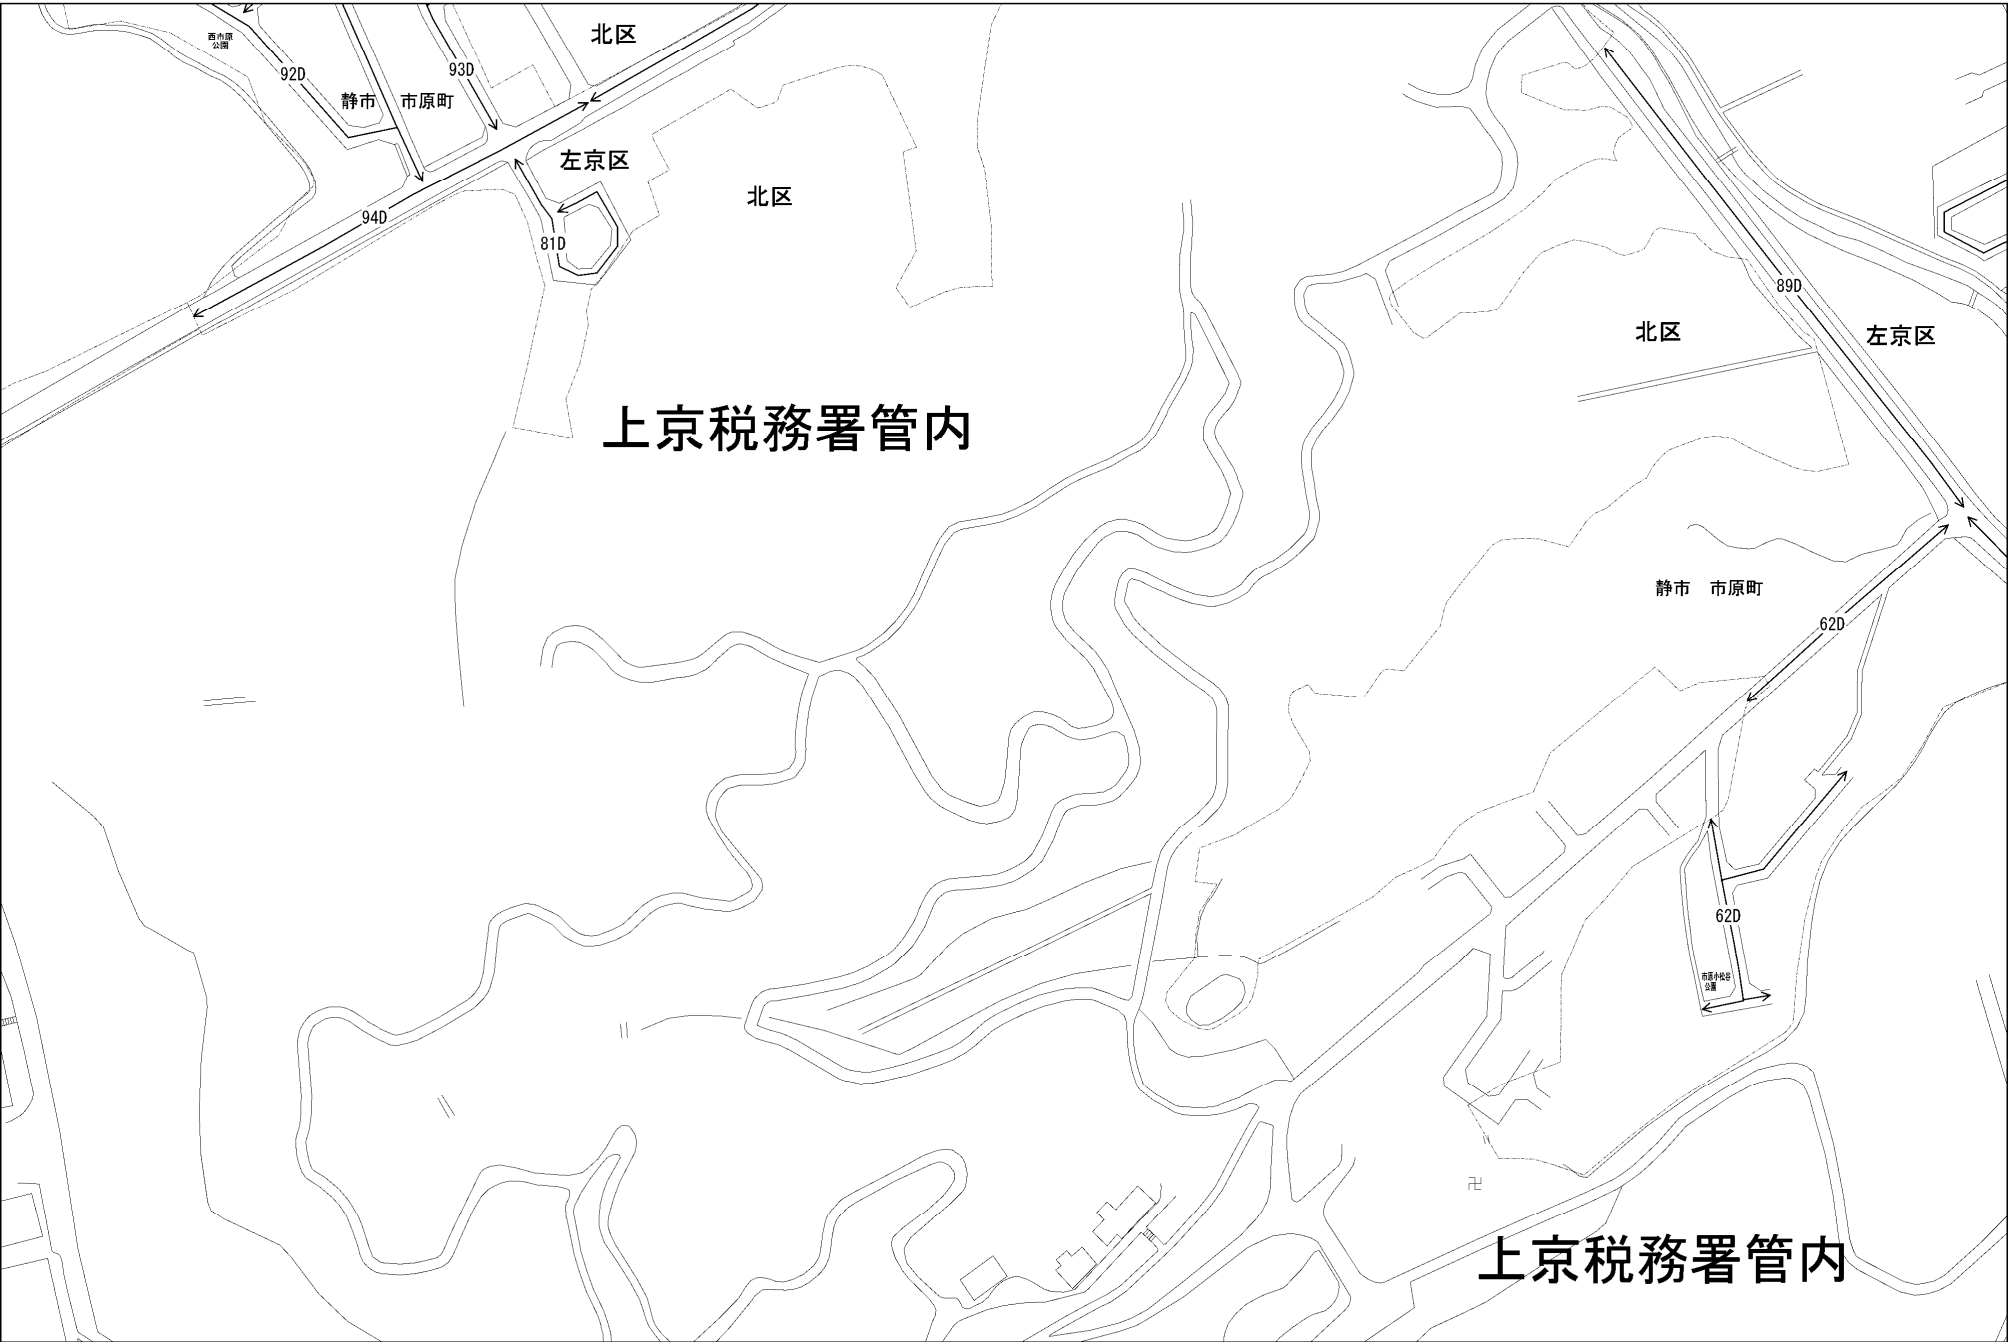 北区
西市原
公園
92D
93D
静市 市原町
左京区
北区
94D
81D
89D
北区
左京区
上京税務署管内
静市 市原町
62D
62D
市原小松谷
公園
上京税務署管内